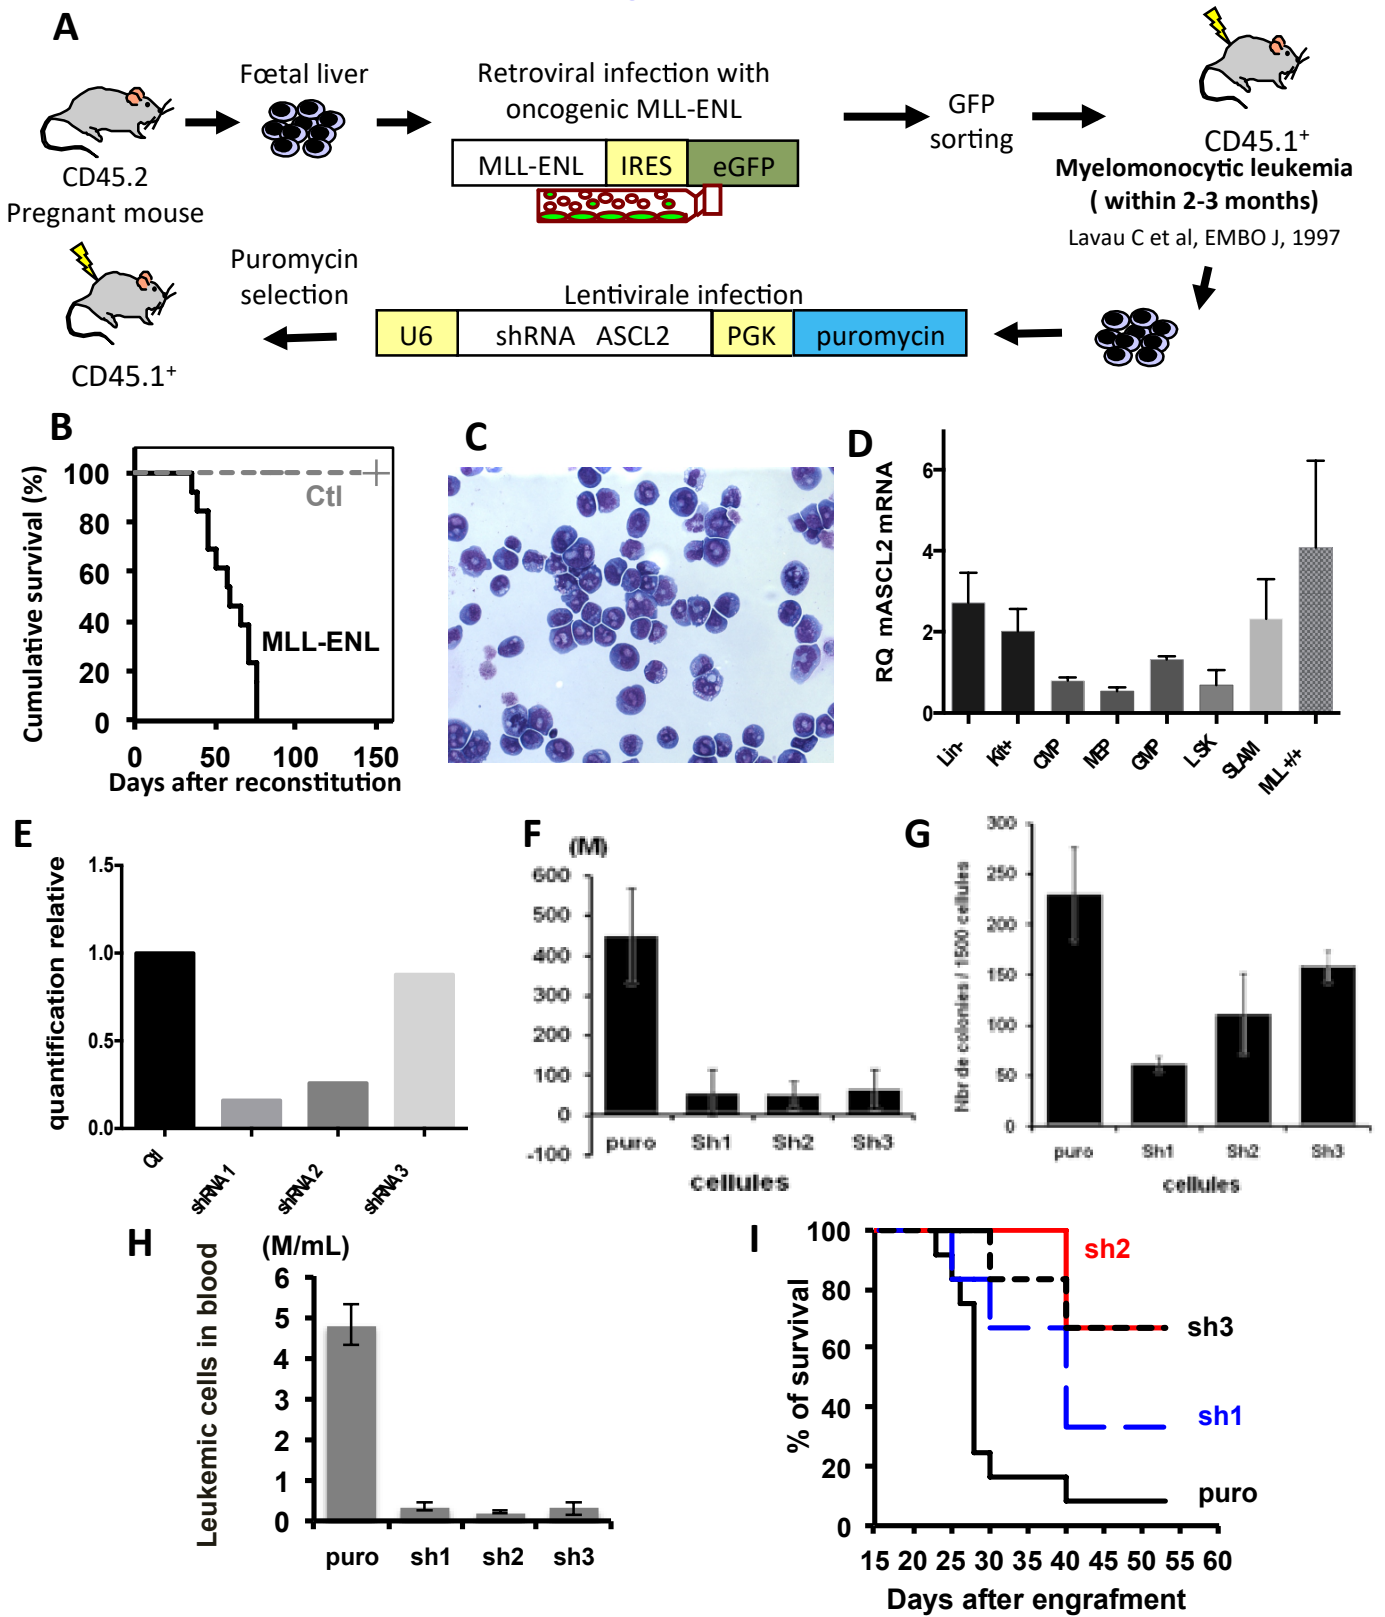 A
Fœtal liver
Retroviral infection with
oncogenic MLL-ENL
GFP
sorting
MLL-ENL IRES eGFP
CD45.2
Pregnant mouse
CD45.1+
Myelomonocytic leukemia
( within 2-3 months)
Lavau C et al, EMBO J, 1997
Puromycin
selection
Lentivirale infection
U6 shRNA ASCL2 PGK puromycin
CD45.1+
B
Cumulative survival (%)
100
80
60
40
20
0
Ctl
MLL-ENL
0 50 100 150
Days after reconstitution
C
D
RQ mASCL2 mRNA
6
4
2
0
Lin- Kit+ CMP MEP GMP LSK SLAM MLL +/+
E
quantification relative
1.5
1.0
0.5
0.0
Ctl shRNA1 shRNA2 shRNA3
F
(M)
600
500
400
300
200
100
0
-100
puro Sh1 Sh2 Sh3
cellules
G
Nbr de colonies / 1500 cellules
300
250
200
150
100
50
0
puro Sh1 Sh2 Sh3
cellules
H
(M/mL)
Leukemic cells in blood
6
5
4
3
2
1
0
puro sh1 sh2 sh3
I
% of survival
100
80
60
40
20
0
sh2
sh3
sh1
puro
15 20 25 30 35 40 45 50 55 60
Days after engrafment